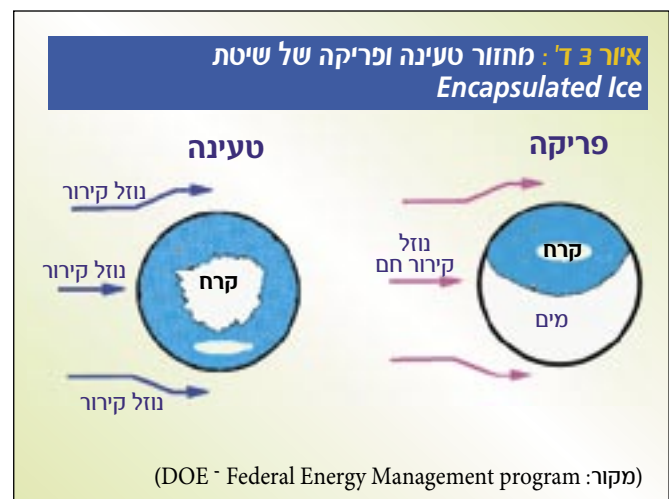 איור 3 ד' : מחזור טעינה ופריקה של שיטת
Encapsulated Ice
פריקה
טעינה
נוזל קירור
נוזל קירור
נוזל קירור
קרח
נוזל
קירור חם
קרח
מים
(מקור: DOE - Federal Energy Management program)